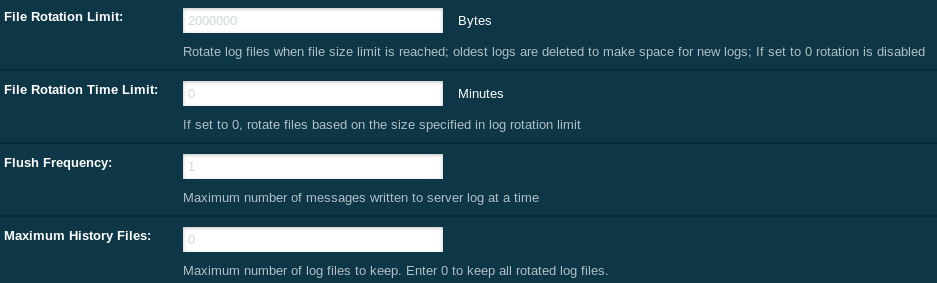 File Rotation Limit: 2000000 Bytes
Rotate log files when file size limit is reached; oldest logs are deleted to make space for new logs; If set to 0 rotation is disabled
File Rotation Time Limit: 0 Minutes
If set to 0, rotate files based on the size specified in log rotation limit
Flush Frequency: 1
Maximum number of messages written to server log at a time
Maximum History Files: 0
Maximum number of log files to keep. Enter 0 to keep all rotated log files.